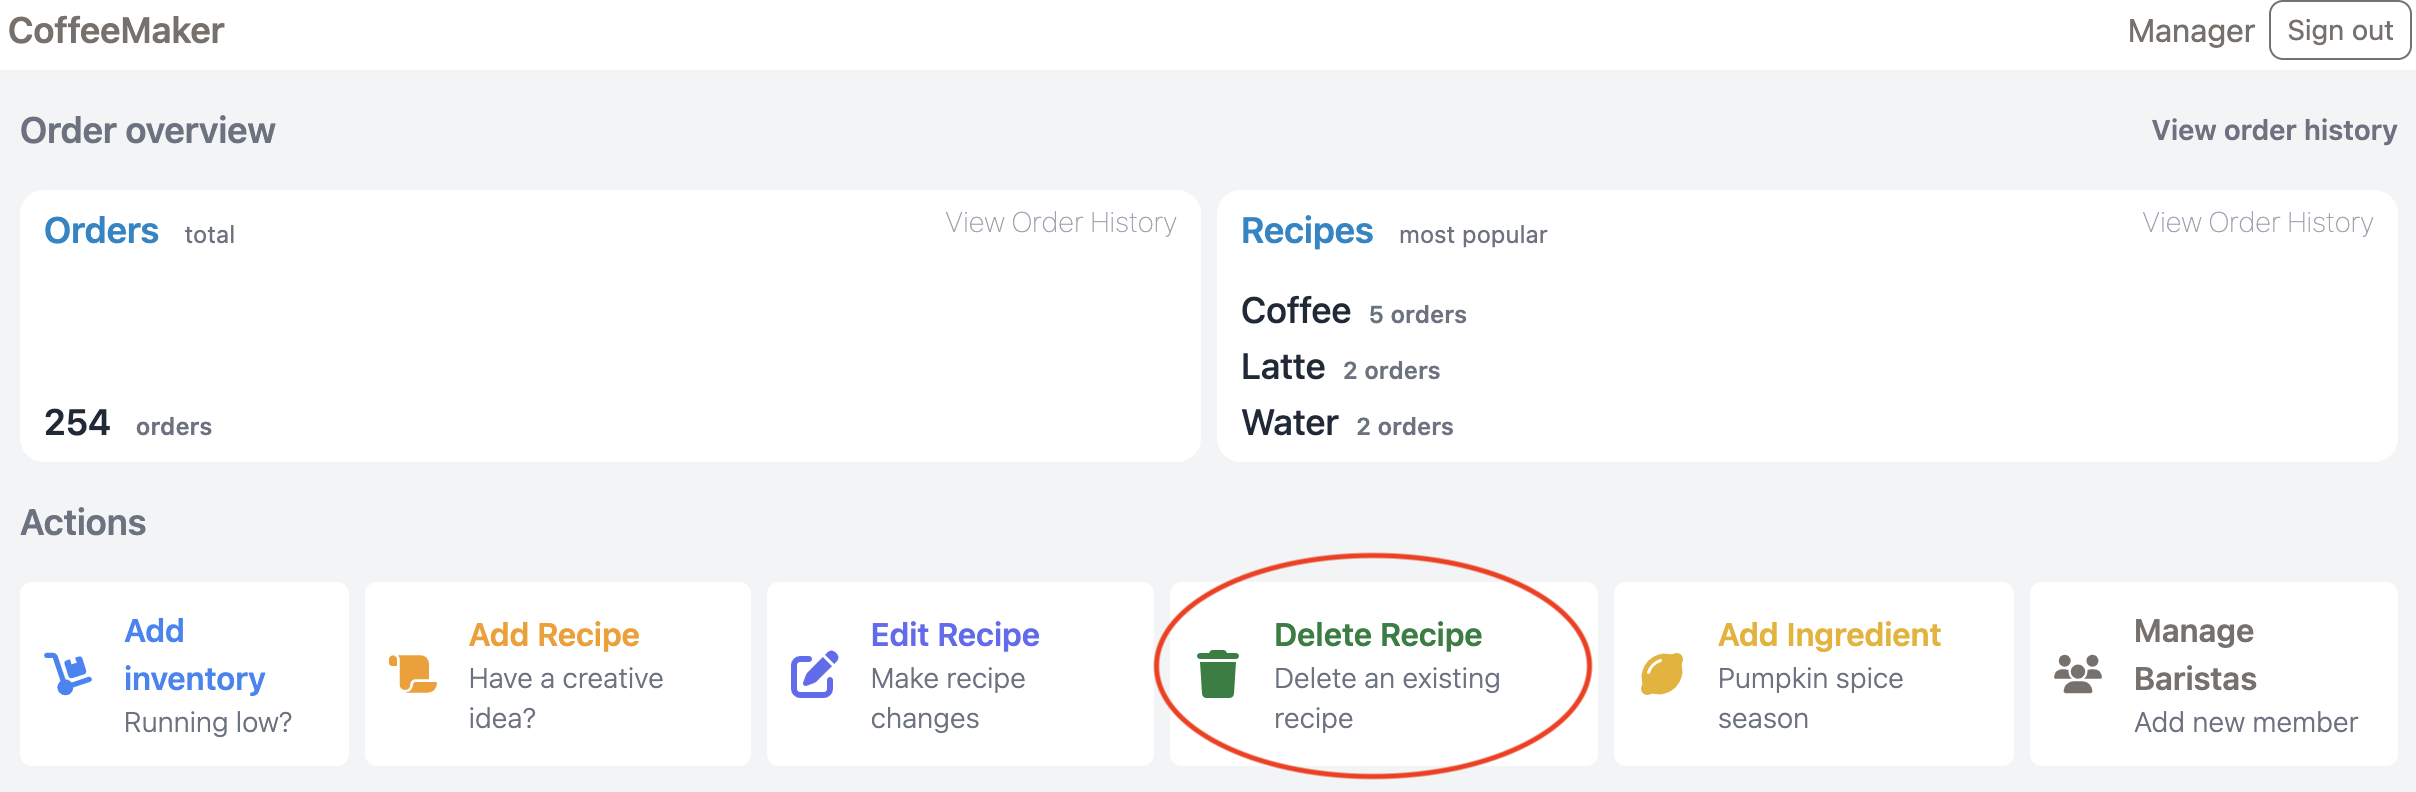 CoffeeMaker
Manager Sign out
Order overview
View order history
Orders total
View Order History
254 orders
Recipes most popular
View Order History
Coffee 5 orders
Latte 2 orders
Water 2 orders
Actions
Add
inventory
Running low?
Add Recipe
Have a creative
idea?
Edit Recipe
Make recipe
changes
Delete Recipe
Delete an existing
recipe
Add Ingredient
Pumpkin spice
season
Manage
Baristas
Add new member